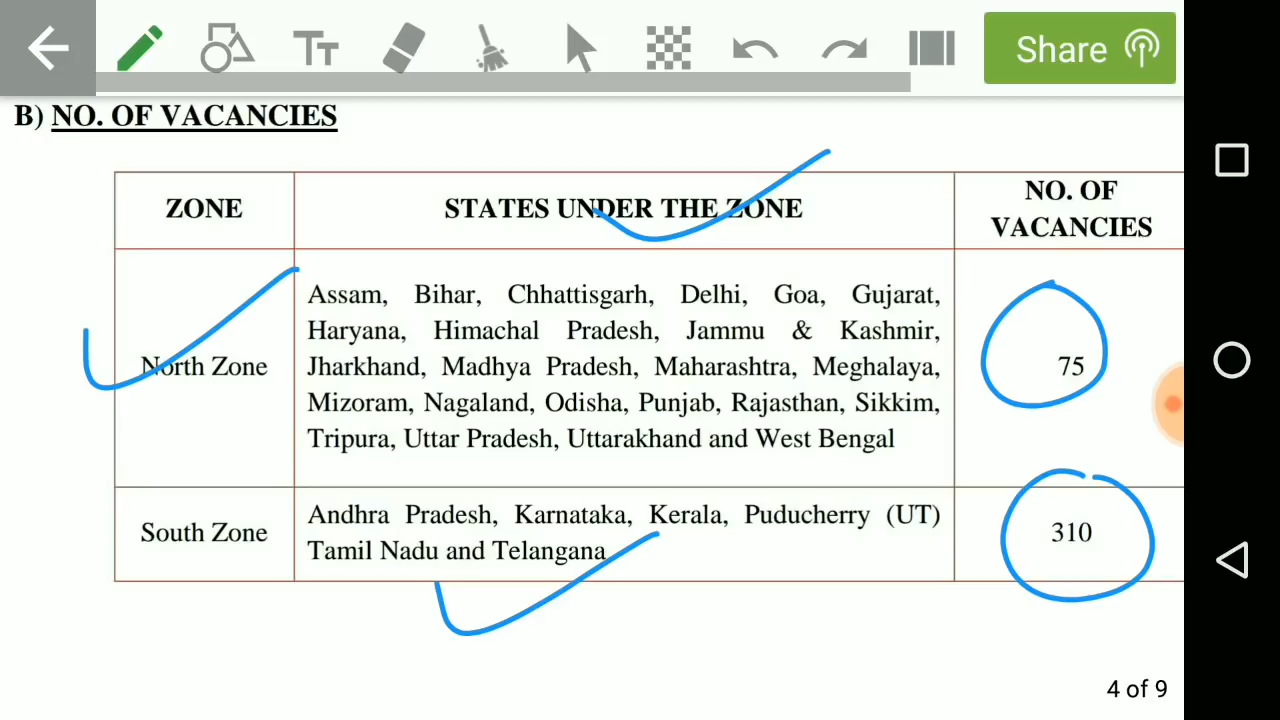 Share
B) NO. OF VACANCIES
ZONE
STATES UNDER THE ZONE
NO. OF
VACANCIES
North Zone
Assam, Bihar, Chhattisgarh, Delhi, Goa, Gujarat,
Haryana, Himachal Pradesh, Jammu & Kashmir,
Jharkhand, Madhya Pradesh, Maharashtra, Meghalaya,
Mizoram, Nagaland, Odisha, Punjab, Rajasthan, Sikkim,
Tripura, Uttar Pradesh, Uttarakhand and West Bengal
75
South Zone
Andhra Pradesh, Karnataka, Kerala, Puducherry (UT)
Tamil Nadu and Telangana
310
4 of 9